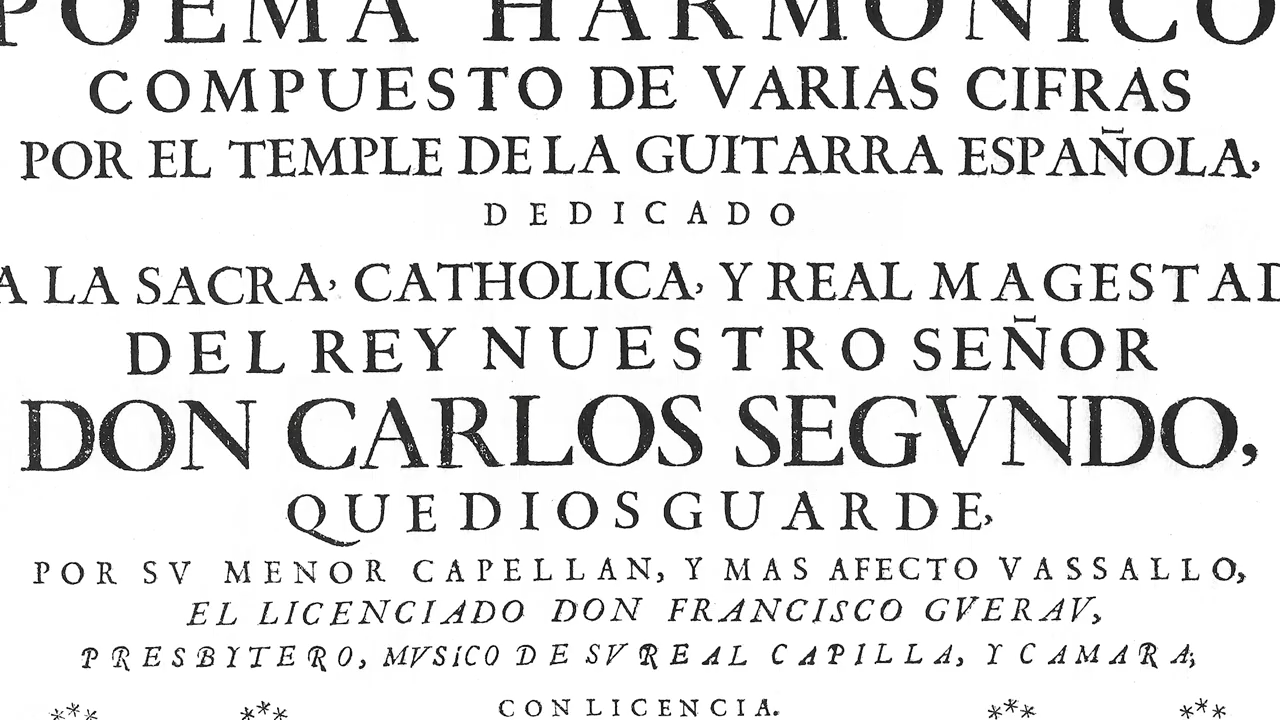 POEMA HARMONICO
COMPUESTO DE VARIAS CIFRAS
POR EL TEMPLE DE LA GUITARRA ESPAÑOLA,
DEDICADO
A LA SACRA, CATHOLICA, Y REAL MAGESTAD
DEL REY NUESTRO SEÑOR
DON CARLOS SEGVNDO,
QUE DIOS GUARDE,
POR SV MENOR CAPELLAN, Y MAS AFECTO VASSALLO,
EL LICENCIADO DON FRANCISCO GVERAV,
PRESBYTERO, MVSICO DE SV REAL CAPILLA, Y CAMARA;
CON LICENCIA.